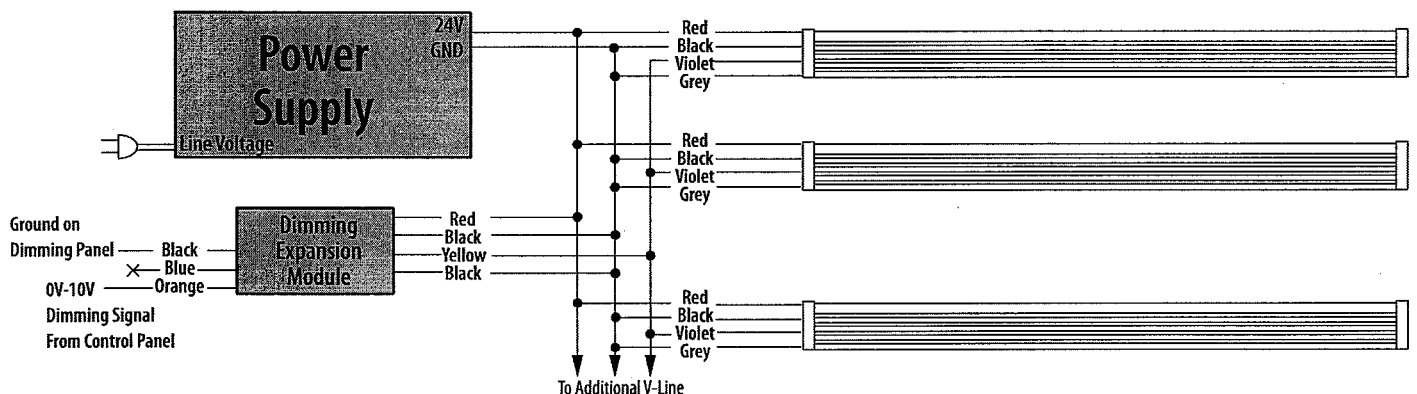 24V
GND
Power
Supply
Line Voltage
Red
Black
Violet
Grey
Red
Black
Violet
Grey
Ground on
Dimming Panel
Black
Blue
Orange
0V-10V
Dimming Signal
From Control Panel
Dimming
Expansion
Module
Red
Black
Yellow
Black
Red
Black
Violet
Grey
To Additional V-Line